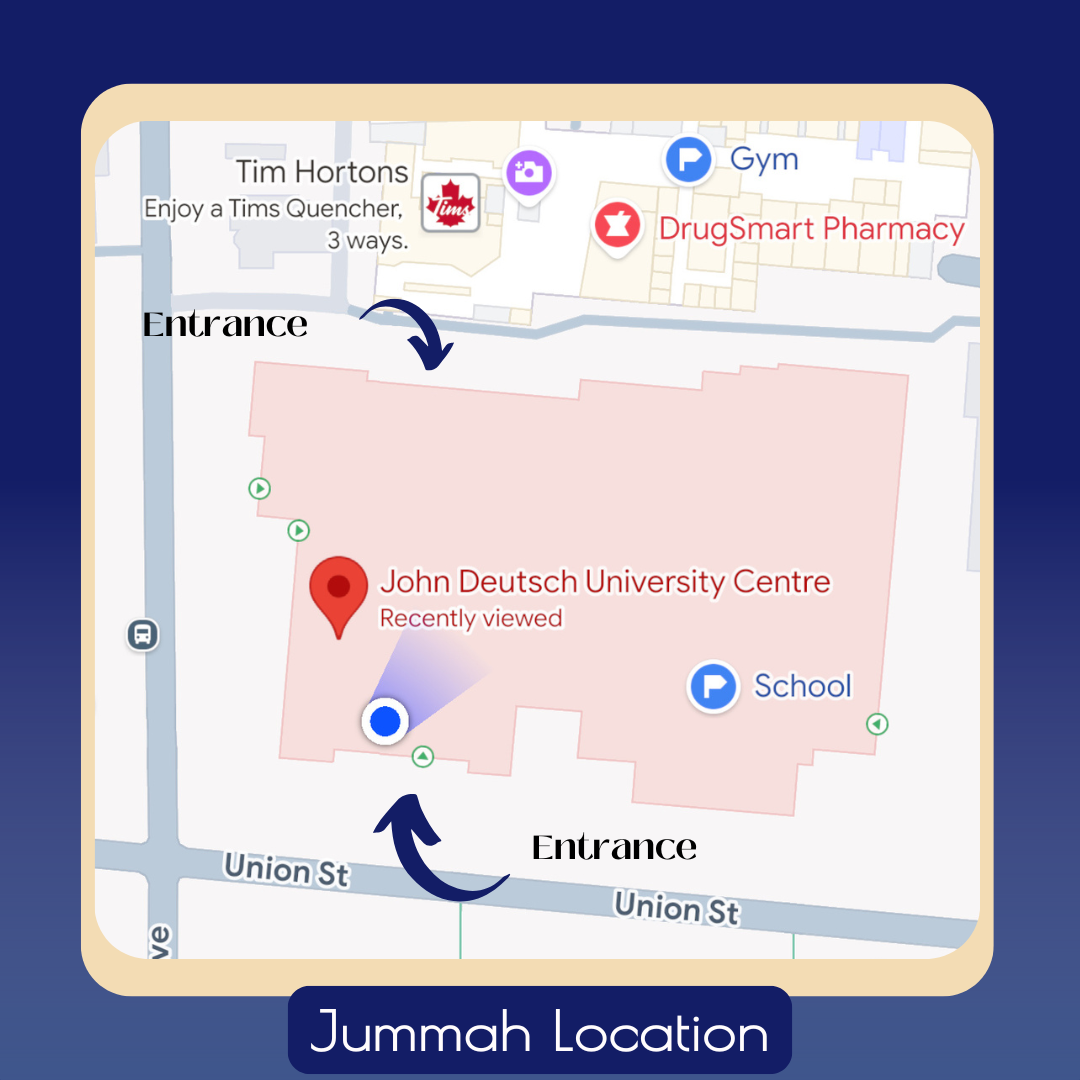 Tim Hortons
Enjoy a Tims Quencher,
3 ways.
Tims
Gym
DrugSmart Pharmacy
Entrance
John Deutsch University Centre
Recently viewed
School
Entrance
Union St
Union St
ve
Jummah Location